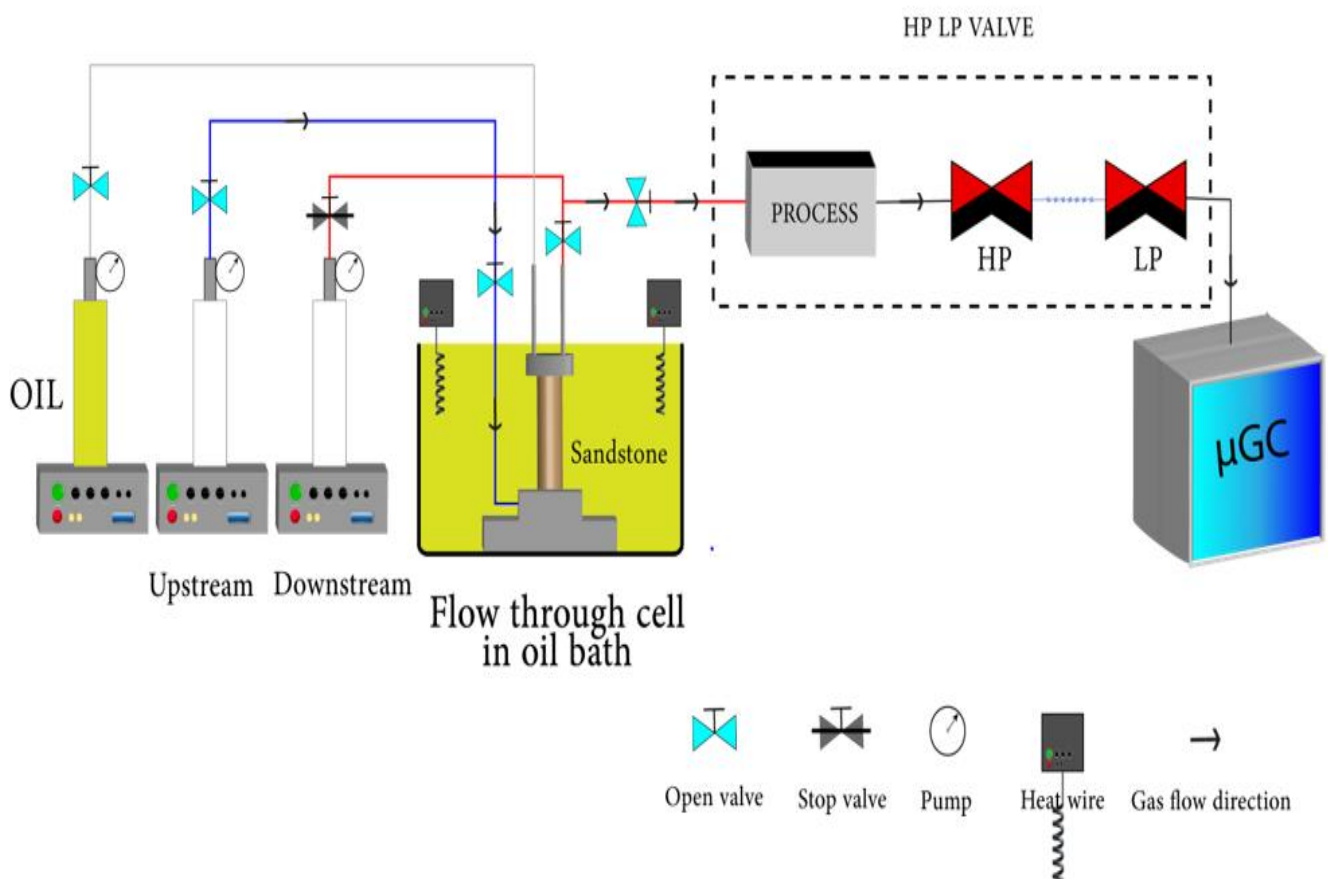 HP LP VALVE
PROCESS
HP
LP
OIL
Sandstone
µGC
Upstream
Downstream
Flow through cell
in oil bath
Open valve
Stop valve
Pump
Heat wire
Gas flow direction